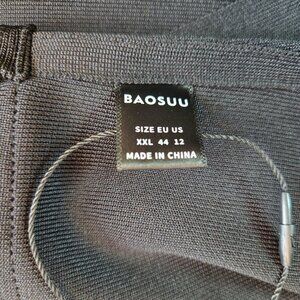 BAOSUU
SIZE EU US
XXL 44 12
MADE IN CHINA